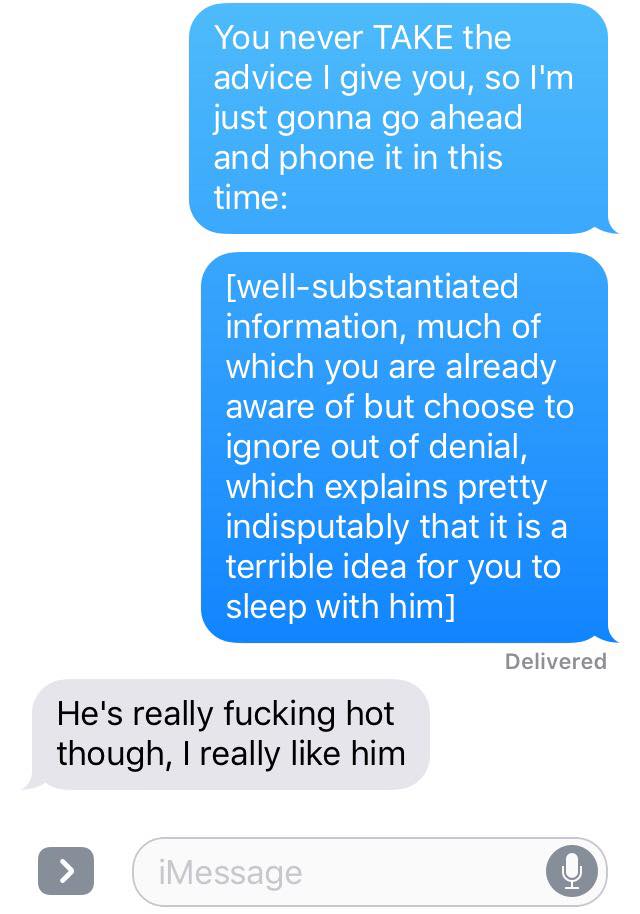 You never TAKE the
advice I give you, so I'm
just gonna go ahead
and phone it in this
time:
[well-substantiated
information, much of
which you are already
aware of but choose to
ignore out of denial,
which explains pretty
indisputably that it is a
terrible idea for you to
sleep with him]
Delivered
He's really fucking hot
though, I really like him
iMessage